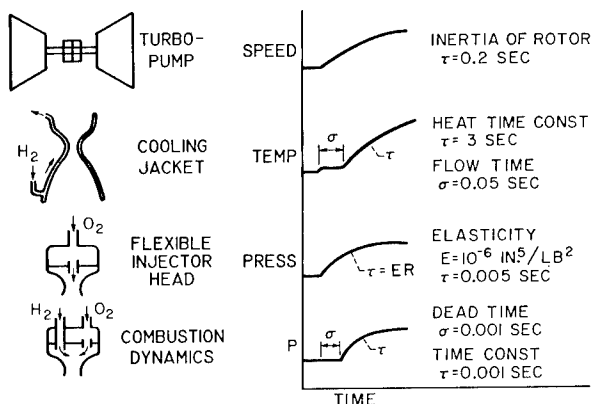 TURBO-
PUMP
SPEED
INERTIA OF ROTOR
τ=0.2 SEC
H2
COOLING
JACKET
TEMP
σ
τ
HEAT TIME CONST
τ=3 SEC
FLOW TIME
σ=0.05 SEC
O2
FLEXIBLE
INJECTOR
HEAD
PRESS
τ=ER
ELASTICITY
E=10⁻⁶ IN.⁵/LB²
τ=0.005 SEC
H2
O2
COMBUSTION
DYNAMICS
P
σ
τ
DEAD TIME
σ=0.001 SEC
TIME CONST
τ=0.001 SEC
TIME